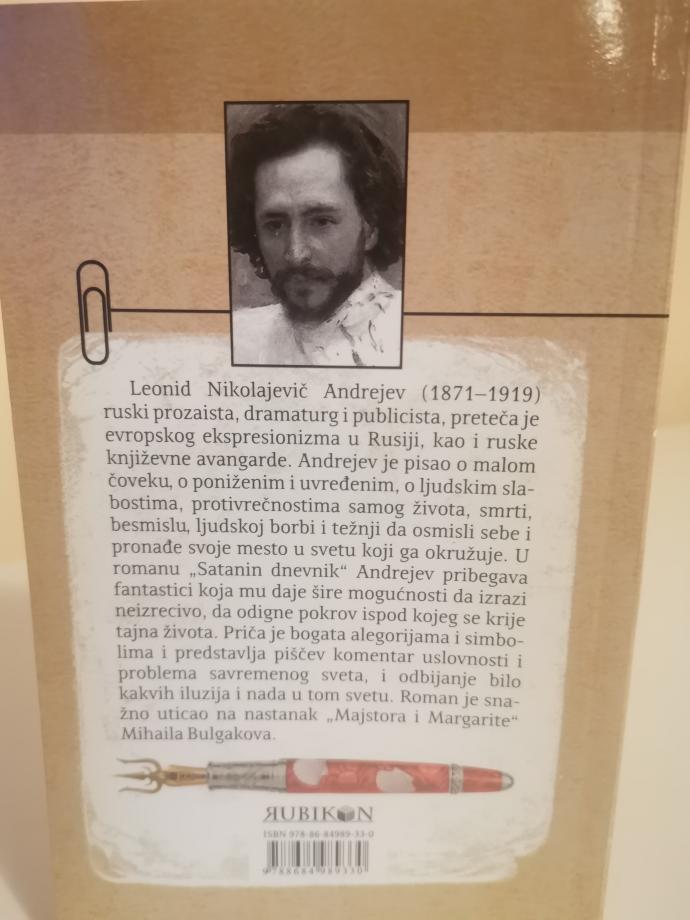 Leonid Nikolajevič Andrejev (1871–1919)
ruski prozaista, dramaturg i publicista, preteča je
evropskog ekspresionizma u Rusiji, kao i ruske
književne avangarde. Andrejev je pisao o malom
čoveku, o poniženim i uvređenim, o ljudskim sla-
bostima, protivrečnostima samog života, smrti,
besmislu, ljudskoj borbi i težnji da osmisli sebe i
pronađe svoje mesto u svetu koji ga okružuje. U
romanu „Satanin dnevnik“ Andrejev pribegava
fantastici koja mu daje šire mogućnosti da izrazi
neizrecivo, da odigne pokrov ispod kojeg se krije
tajna života. Priča je bogata alegorijama i simbo-
lima i predstavlja piščev komentar uslovnosti i
problema savremenog sveta, i odbijanje bilo
kakvih iluzija i nada u tom svetu. Roman je sna-
žno uticao na nastanak „Majstora i Margarite“
Mihaila Bulgakova.
ЯUBIKON
ISBN 978-86-84989-33-0
9788684989330